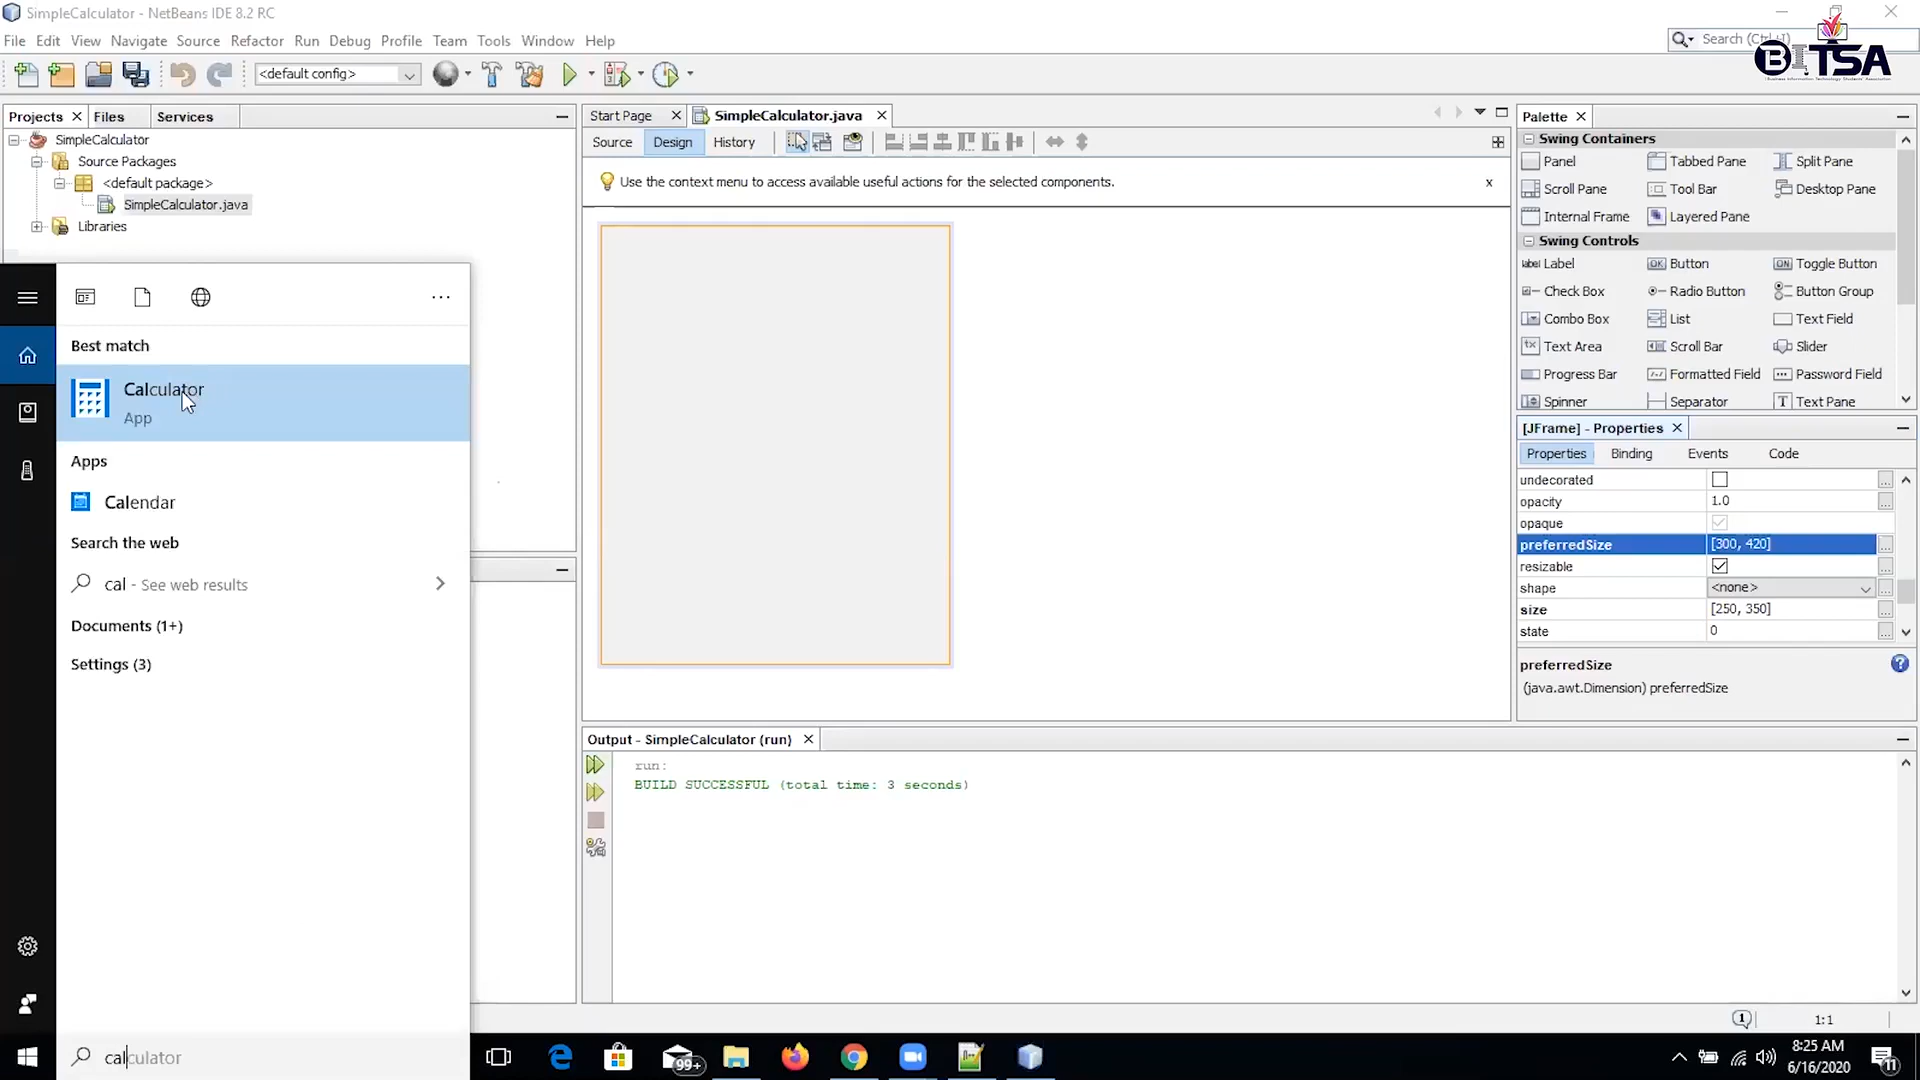 SimpleCalculator - NetBeans IDE 8.2 RC
File Edit View Navigate Source Refactor Run Debug Profile Team Tools Window Help
Search (Ctrl+I)
BITSA
<default config>
Projects Files Services
SimpleCalculator
Source Packages
<default package>
SimpleCalculator.java
Libraries
Start Page SimpleCalculator.java
Source Design History
Use the context menu to access available useful actions for the selected components.
Palette
Swing Containers
Panel Tabbed Pane Split Pane
Scroll Pane Tool Bar Desktop Pane
Internal Frame Layered Pane
Swing Controls
label Label OK Button ON Toggle Button
Check Box Radio Button Button Group
Combo Box List Text Field
Text Area Scroll Bar Slider
Progress Bar Formatted Field Password Field
Spinner Separator T Text Pane
[JFrame] - Properties
Properties Binding Events Code
undecorated
opacity 1.0
opaque
preferredSize [300, 420]
resizable
shape <none>
size [250, 350]
state 0
preferredSize
(java.awt.Dimension) preferredSize
Best match
Calculator
App
Apps
Calendar
Search the web
cal - See web results
Documents (1+)
Settings (3)
calculator
Output - SimpleCalculator (run)
run:
BUILD SUCCESSFUL (total time: 3 seconds)
1 1:1
99+
8:25 AM
6/16/2020
11